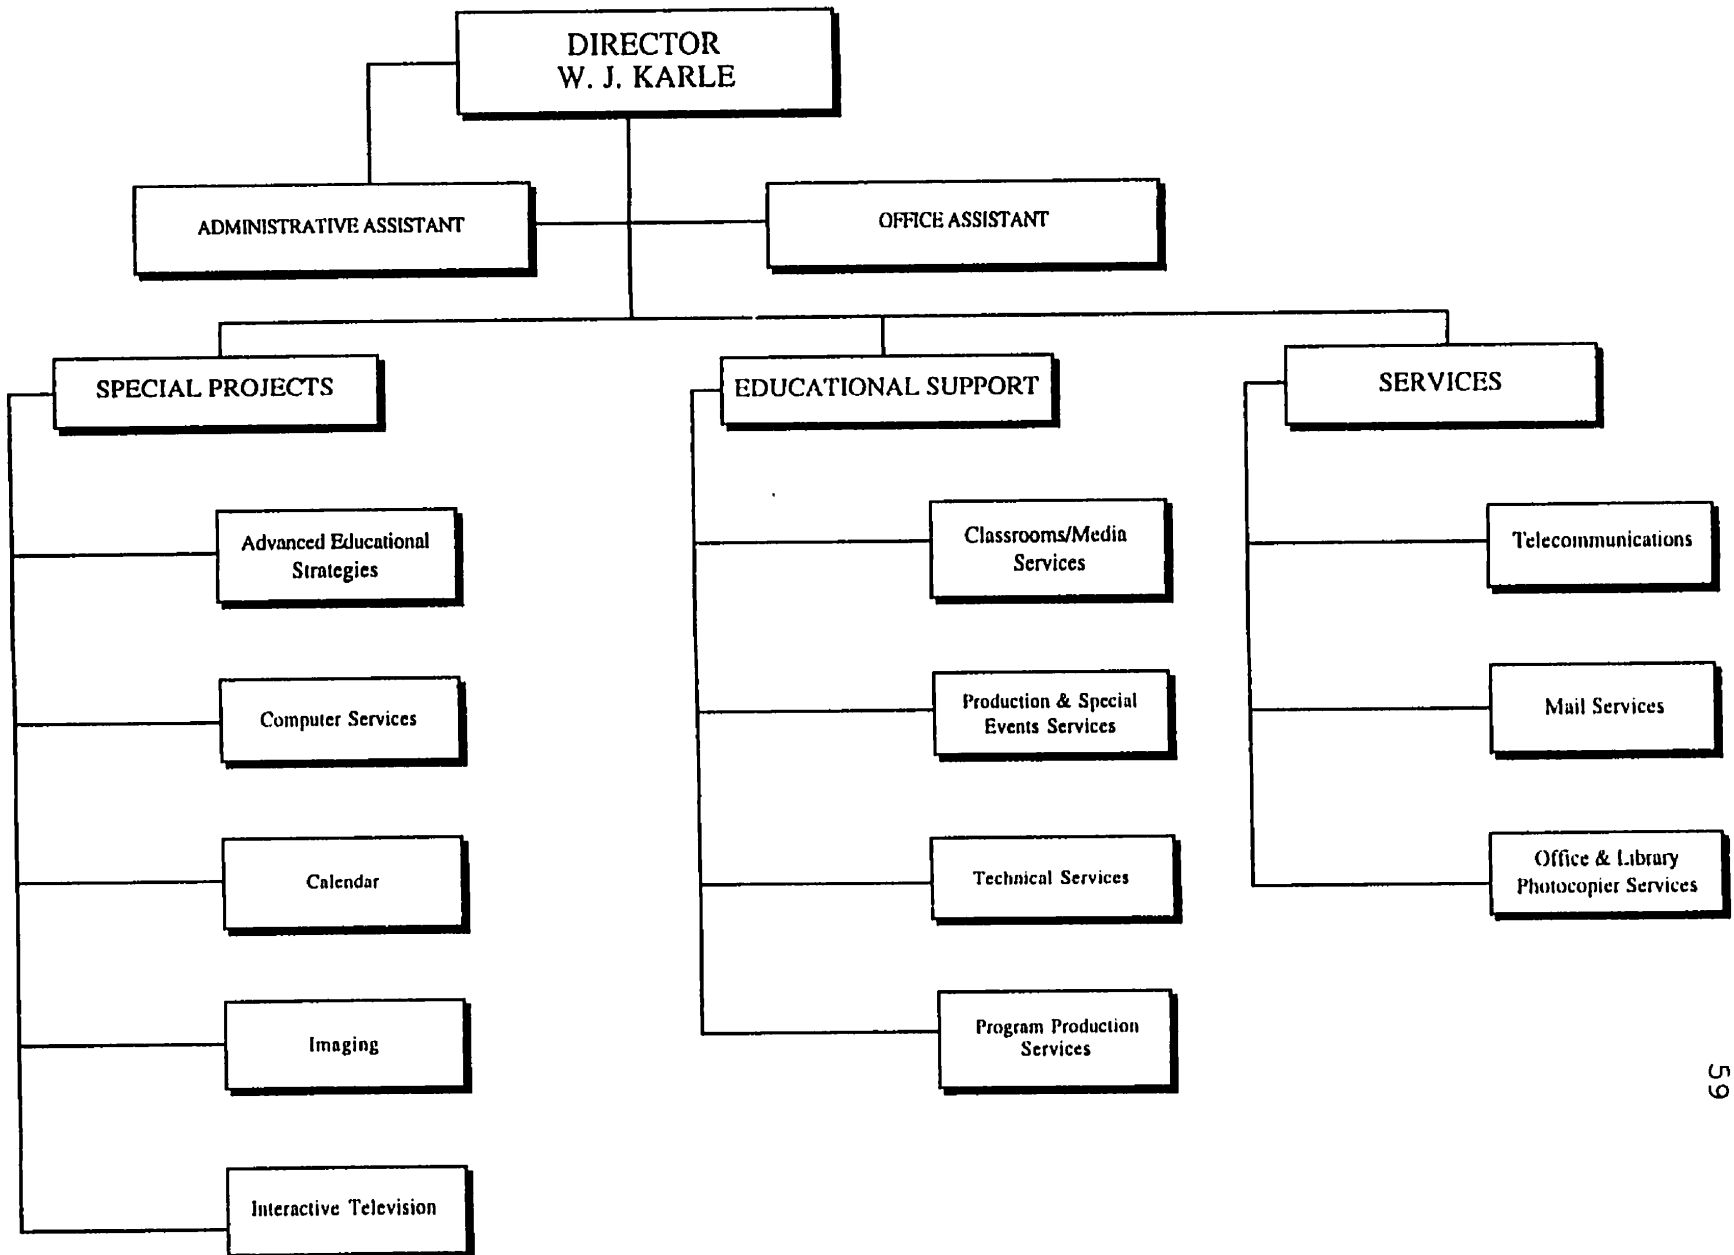 DIRECTOR
W. J. KARLE
ADMINISTRATIVE ASSISTANT
OFFICE ASSISTANT
SPECIAL PROJECTS
Advanced Educational
Strategies
Computer Services
Calendar
Imaging
Interactive Television
EDUCATIONAL SUPPORT
Classrooms/Media
Services
Production & Special
Events Services
Technical Services
Program Production
Services
SERVICES
Telecommunications
Mail Services
Office & Library
Photocopier Services
59